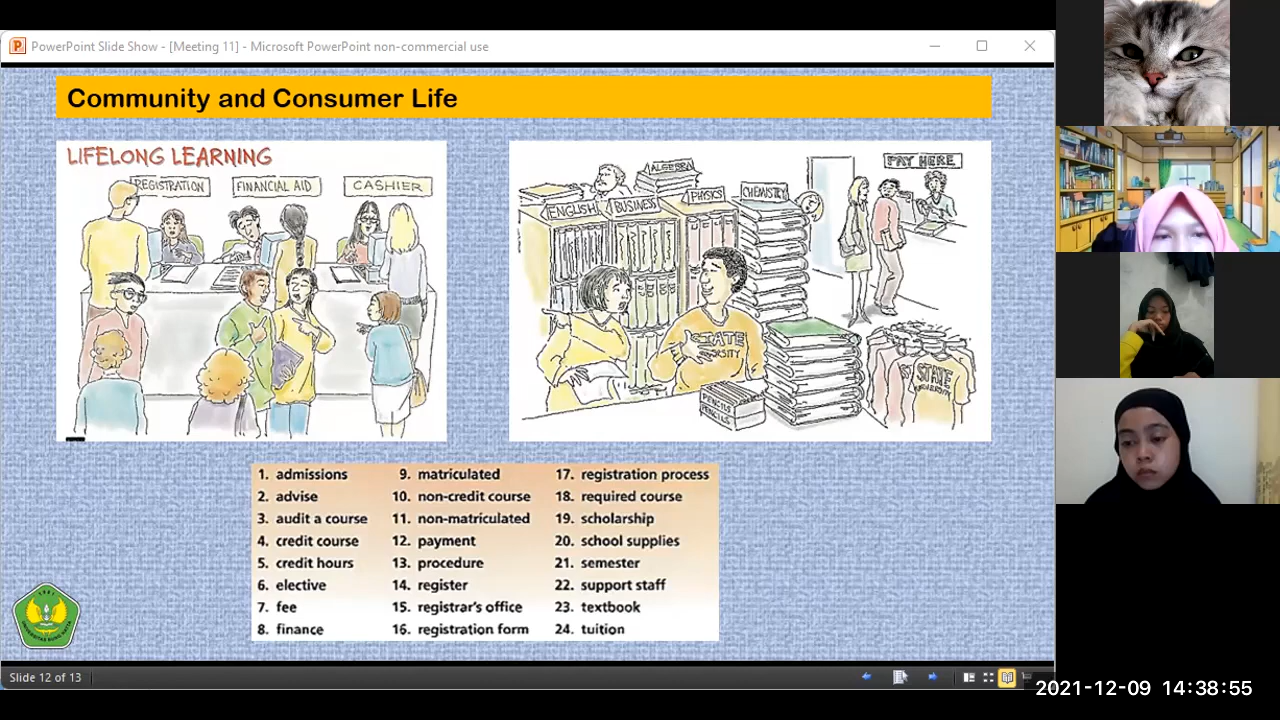 PowerPoint Slide Show - [Meeting 11] - Microsoft PowerPoint non-commercial use
Community and Consumer Life
LIFELONG LEARNING
REGISTRATION
FINANCIAL AID
CASHIER
PAY HERE
ALGEBRA
ENGLISH
BUSINESS
PHYSICS
CHEMISTRY
STATE
STATE
1. admissions
2. advise
3. audit a course
4. credit course
5. credit hours
6. elective
7. fee
8. finance
9. matriculated
10. non-credit course
11. non-matriculated
12. payment
13. procedure
14. register
15. registrar's office
16. registration form
17. registration process
18. required course
19. scholarship
20. school supplies
21. semester
22. support staff
23. textbook
24. tuition
Slide 12 of 13
2021-12-09 14:38:55